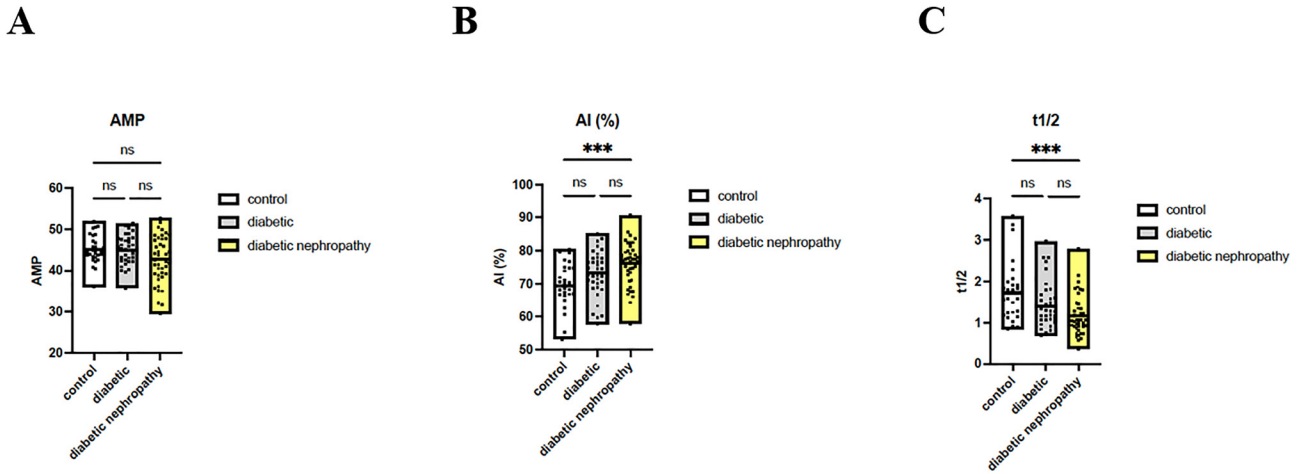 A
AMP
ns
ns ns
AMP
60
50
40
30
20
control
diabetic
diabetic nephropathy
control
diabetic
diabetic nephropathy
B
AI (%)
***
ns ns
AI (%)
100
90
80
70
60
50
control
diabetic
diabetic nephropathy
control
diabetic
diabetic nephropathy
C
t1/2
***
ns ns
t1/2
4
3
2
1
0
control
diabetic
diabetic nephropathy
control
diabetic
diabetic nephropathy